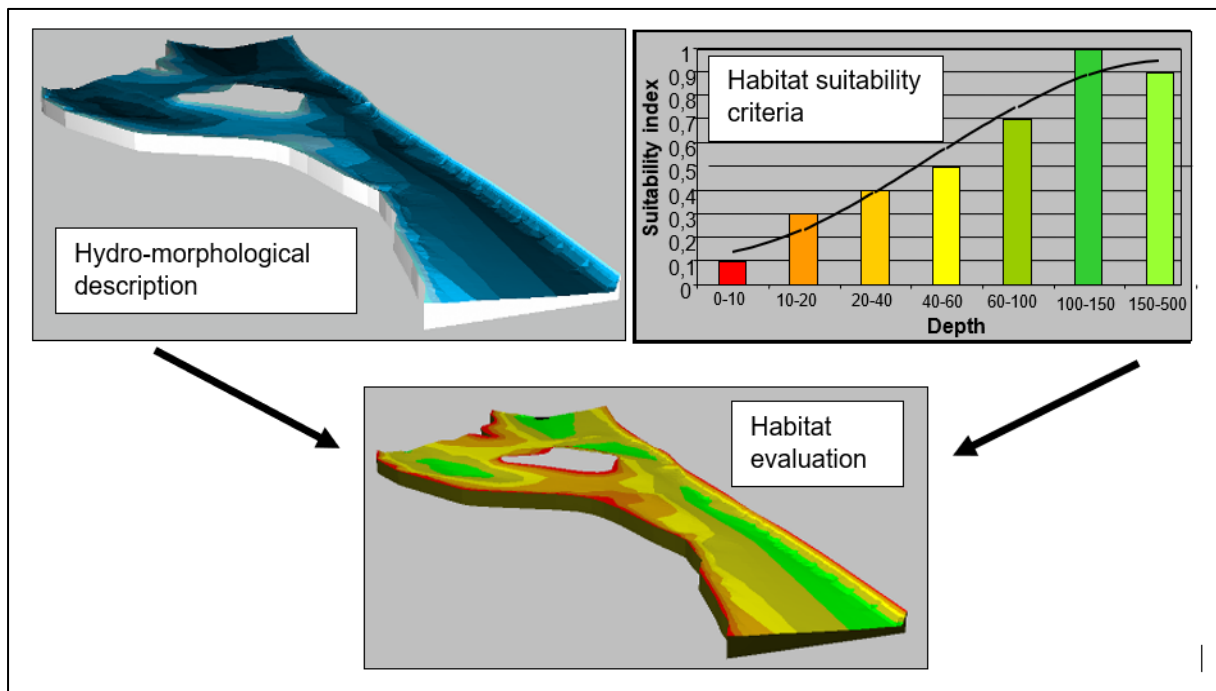 Hydro-morphological
description
Habitat suitability
criteria
Suitability index
1
0,9
0,8
0,7
0,6
0,5
0,4
0,3
0,2
0,1
0
0-10 10-20 20-40 40-60 60-100 100-150 150-500
Depth
Habitat
evaluation